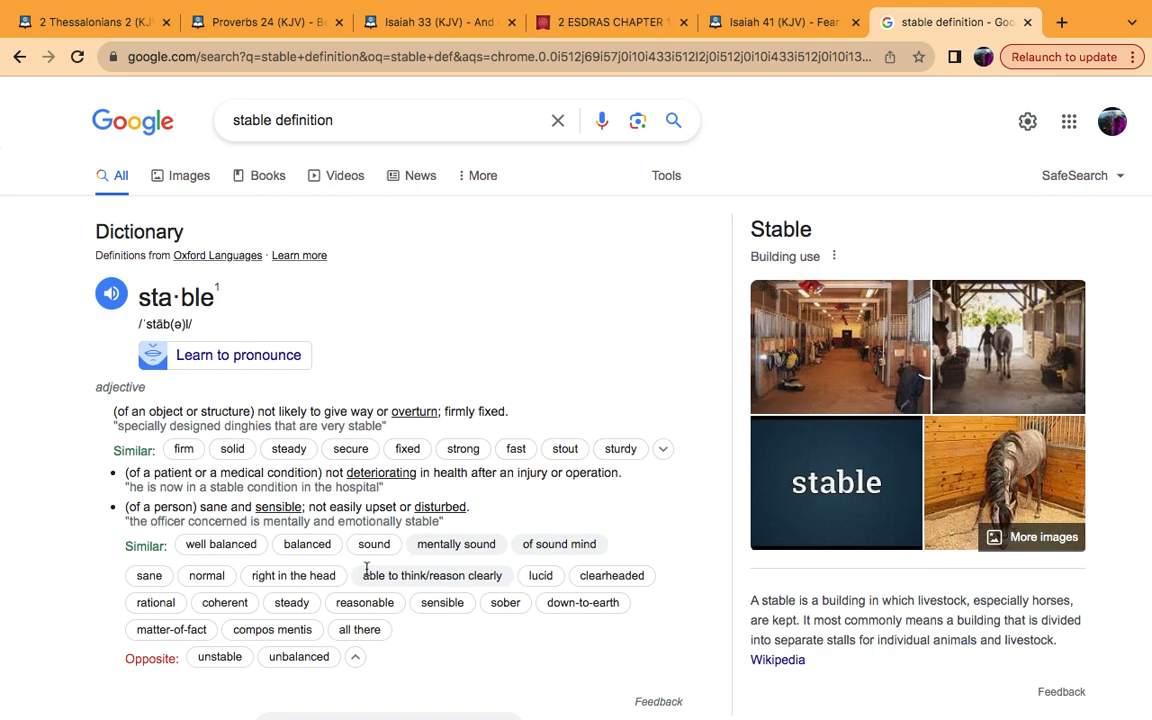 2 Thessalonians 2 (KJ
Proverbs 24 (KJV) - B
Isaiah 33 (KJV) - And
2 ESDRAS CHAPTER
Isaiah 41 (KJV) - Fear
stable definition - Goo
google.com/search?q=stable+definition&oq=stable+def&aqs=chrome.0.0i512j69i57j0i10i433i512l2j0i512j0i10i433i512j0i10i13...
Relaunch to update
Google
stable definition
All
Images
Books
Videos
News
More
Tools
SafeSearch
Dictionary
Definitions from Oxford Languages · Learn more
sta·ble1
/ˈstāb(ə)l/
Learn to pronounce
adjective
(of an object or structure) not likely to give way or overturn; firmly fixed.
"specially designed dinghies that are very stable"
Similar: firm solid steady secure fixed strong fast stout sturdy
• (of a patient or a medical condition) not deteriorating in health after an injury or operation.
"he is now in a stable condition in the hospital"
• (of a person) sane and sensible; not easily upset or disturbed.
"the officer concerned is mentally and emotionally stable"
Similar: well balanced balanced sound mentally sound of sound mind
sane normal right in the head able to think/reason clearly lucid clearheaded
rational coherent steady reasonable sensible sober down-to-earth
matter-of-fact compos mentis all there
Opposite: unstable unbalanced
Feedback
Stable
Building use
stable
More images
A stable is a building in which livestock, especially horses,
are kept. It most commonly means a building that is divided
into separate stalls for individual animals and livestock.
Wikipedia
Feedback